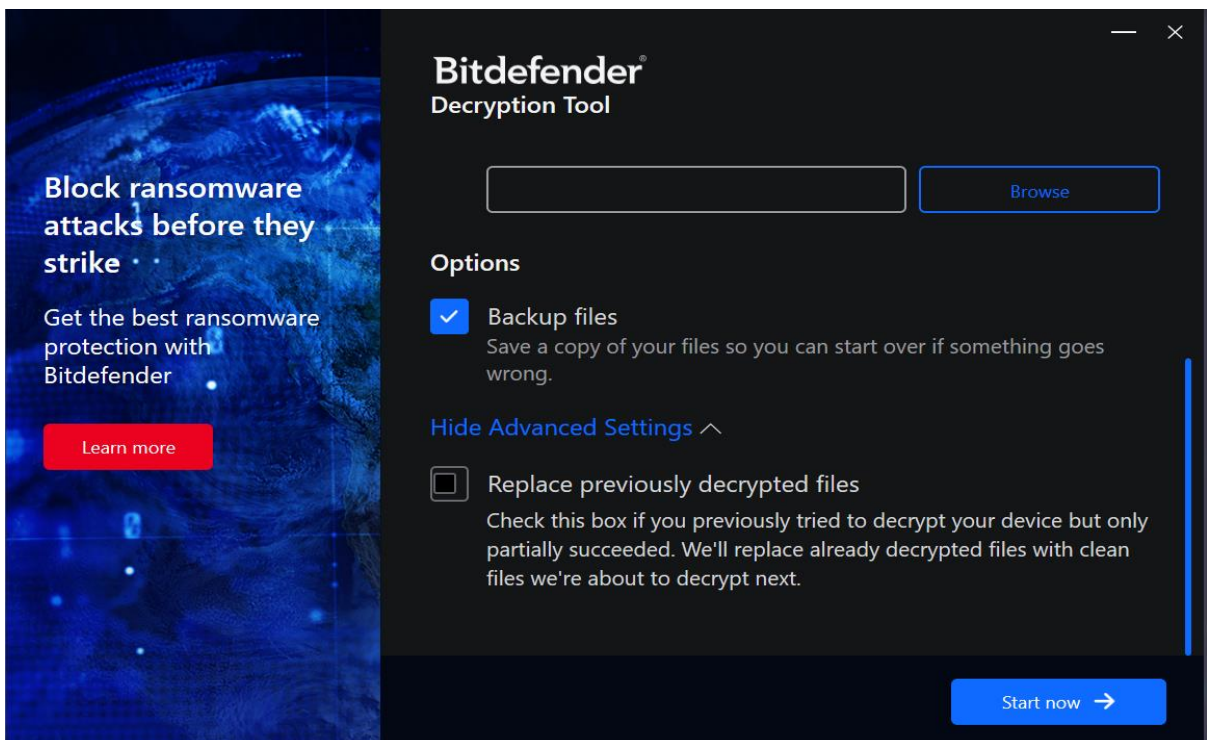 Block ransomware
attacks before they
strike
Get the best ransomware
protection with
Bitdefender
Learn more
Bitdefender®
Decryption Tool
Browse
Options
Backup files
Save a copy of your files so you can start over if something goes
wrong.
Hide Advanced Settings
Replace previously decrypted files
Check this box if you previously tried to decrypt your device but only
partially succeeded. We'll replace already decrypted files with clean
files we're about to decrypt next.
Start now